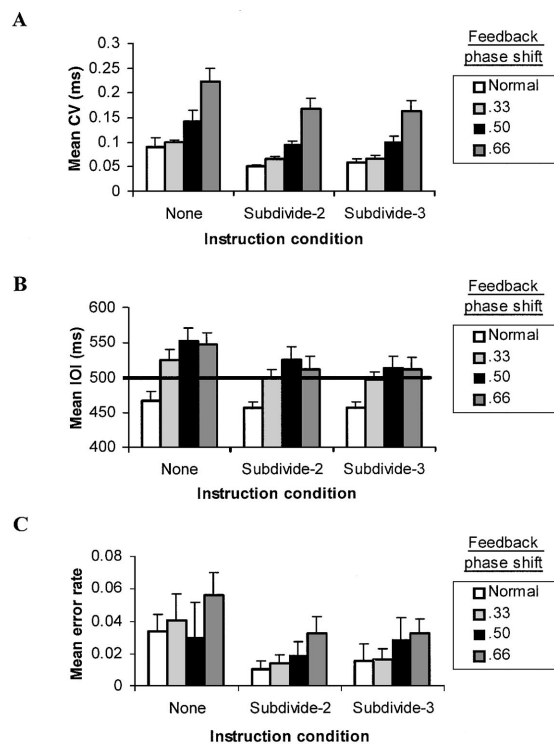 A
Feedback
phase shift
Normal
.33
.50
.66
Mean CV (ms)
0.3
0.25
0.2
0.15
0.1
0.05
0
None Subdivide-2 Subdivide-3
Instruction condition
B
Feedback
phase shift
Normal
.33
.50
.66
Mean IOI (ms)
600
550
500
450
400
None Subdivide-2 Subdivide-3
Instruction condition
C
Feedback
phase shift
Normal
.33
.50
.66
Mean error rate
0.08
0.06
0.04
0.02
0
None Subdivide-2 Subdivide-3
Instruction condition